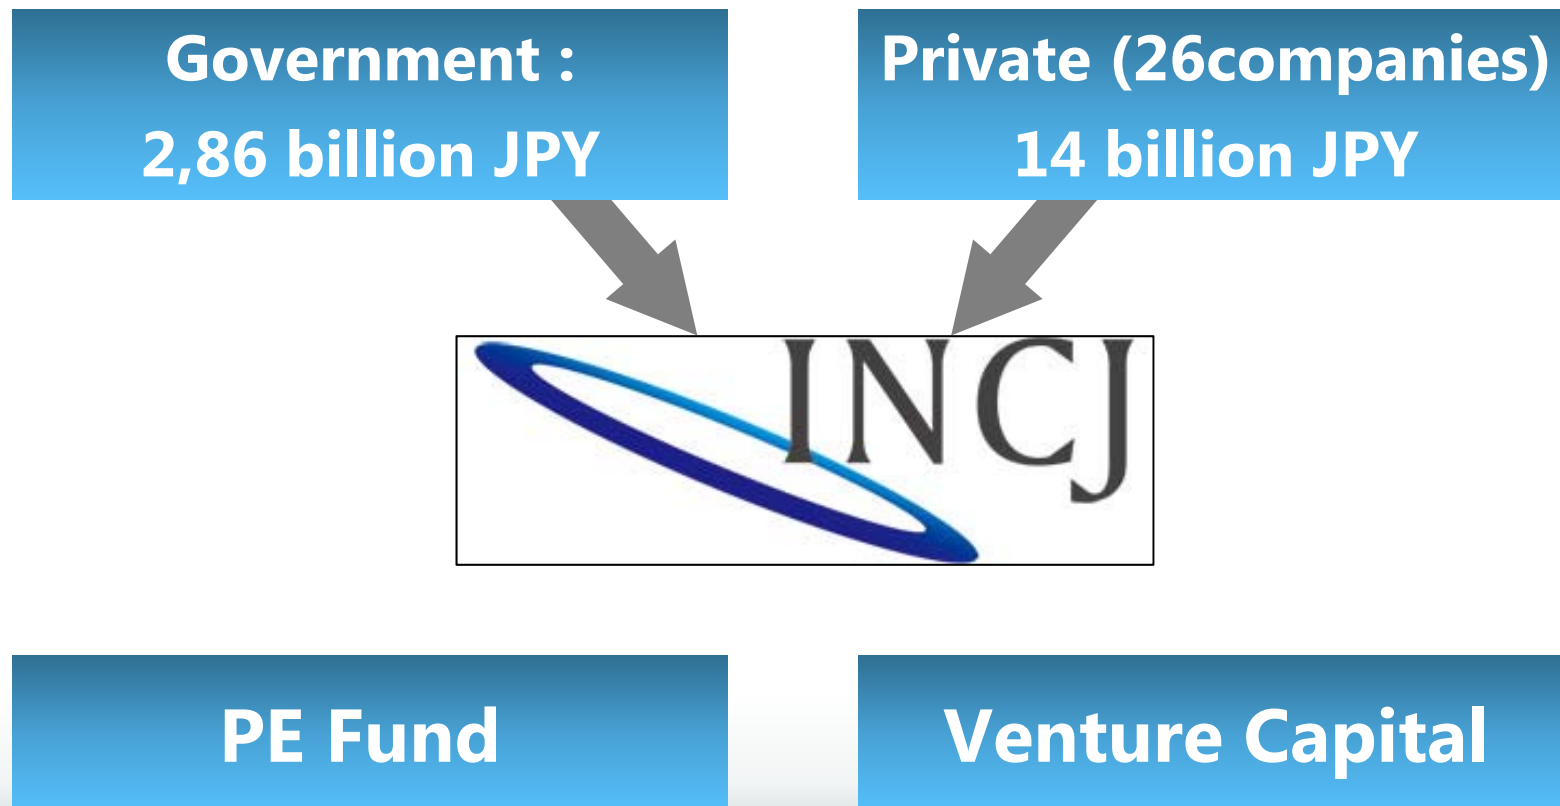 Government :
2,86 billion JPY
Private (26companies)
14 billion JPY
INCJ
PE Fund
Venture Capital